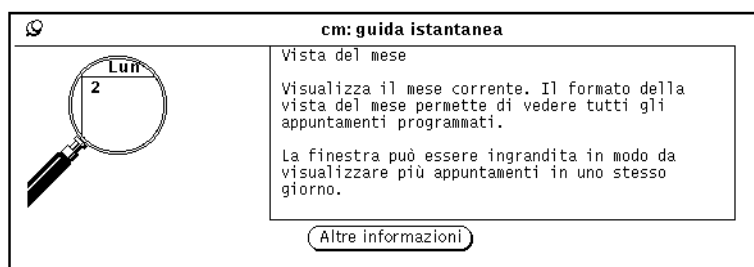 cm: guida istantanea
Lun
2
Vista del mese
Visualizza il mese corrente. Il formato della
vista del mese permette di vedere tutti gli
appuntamenti programmati.
La finestra può essere ingrandita in modo da
visualizzare più appuntamenti in uno stesso
giorno.
Altre informazioni